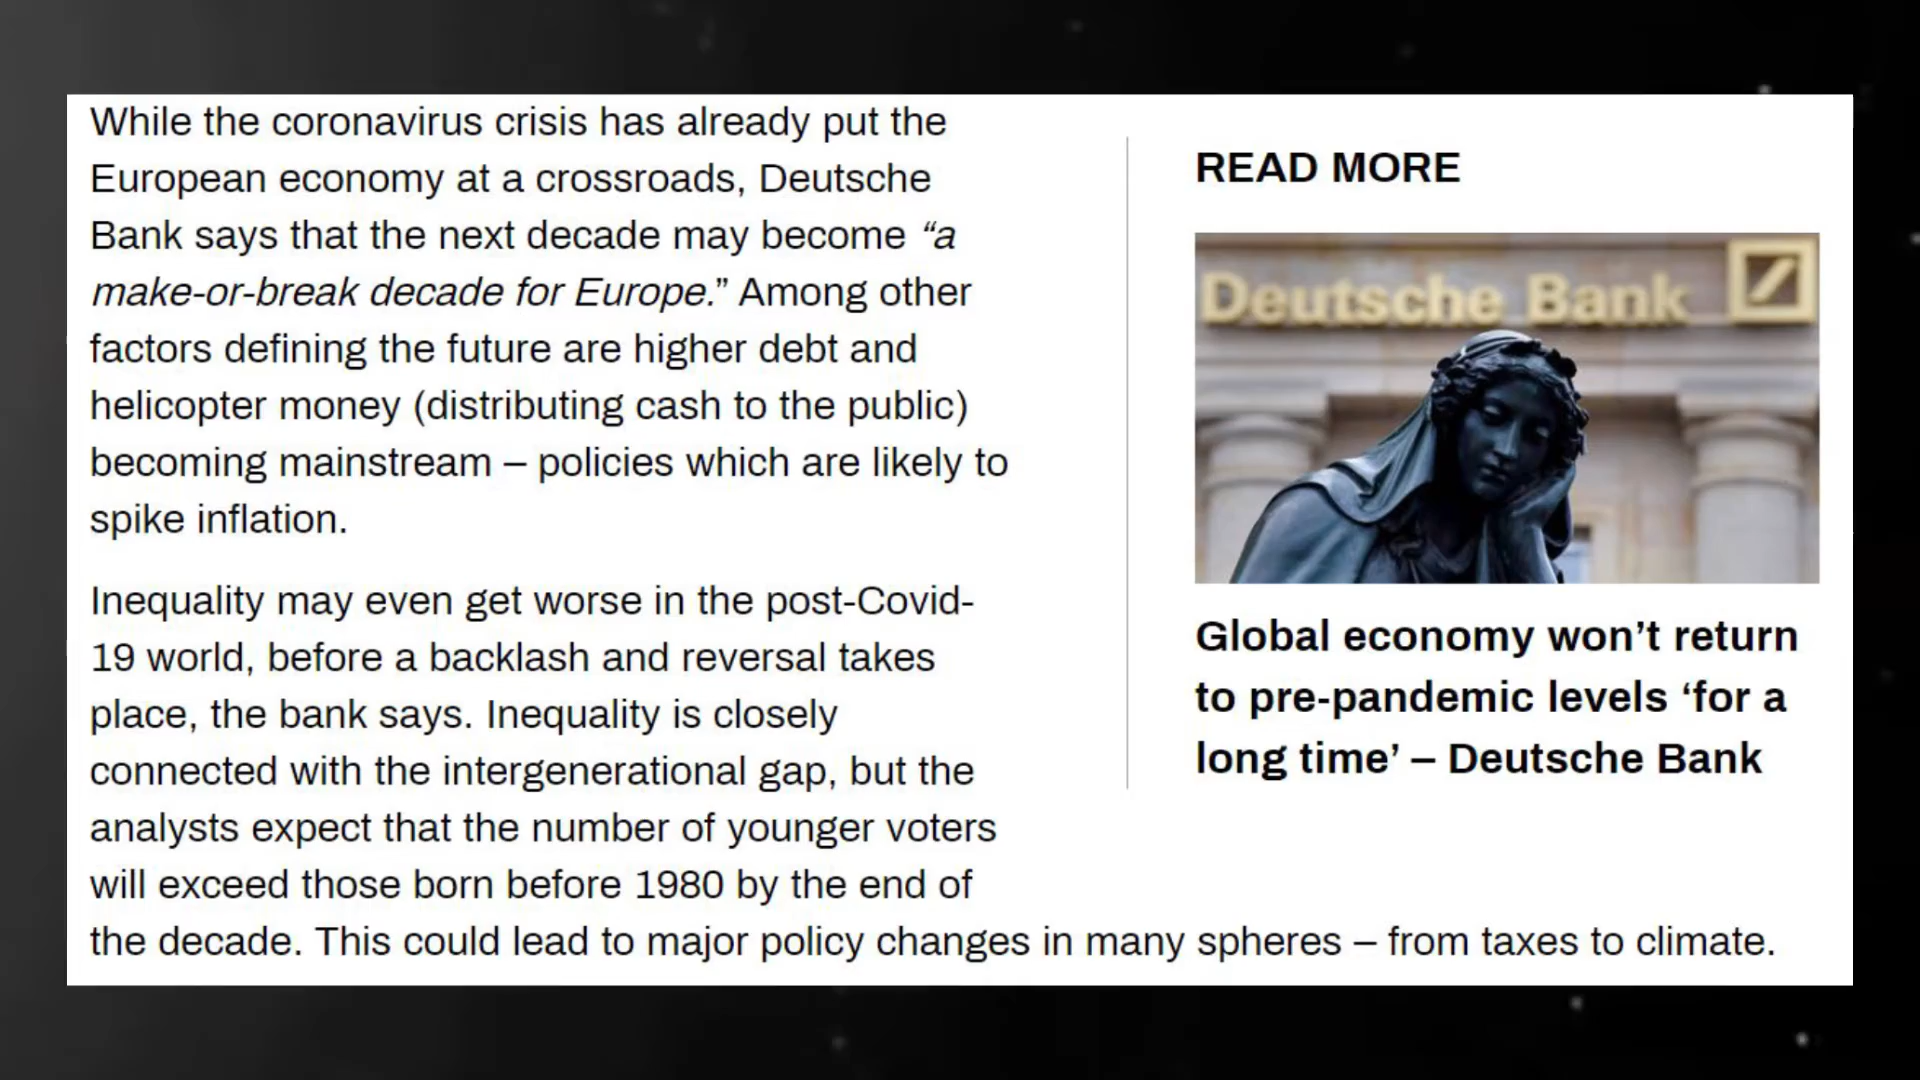 While the coronavirus crisis has already put the
European economy at a crossroads, Deutsche
Bank says that the next decade may become “a
make-or-break decade for Europe.” Among other
factors defining the future are higher debt and
helicopter money (distributing cash to the public)
becoming mainstream – policies which are likely to
spike inflation.
Inequality may even get worse in the post-Covid-
19 world, before a backlash and reversal takes
place, the bank says. Inequality is closely
connected with the intergenerational gap, but the
analysts expect that the number of younger voters
will exceed those born before 1980 by the end of
the decade. This could lead to major policy changes in many spheres – from taxes to climate.
READ MORE
Deutsche Bank
Global economy won’t return
to pre-pandemic levels ‘for a
long time’ – Deutsche Bank